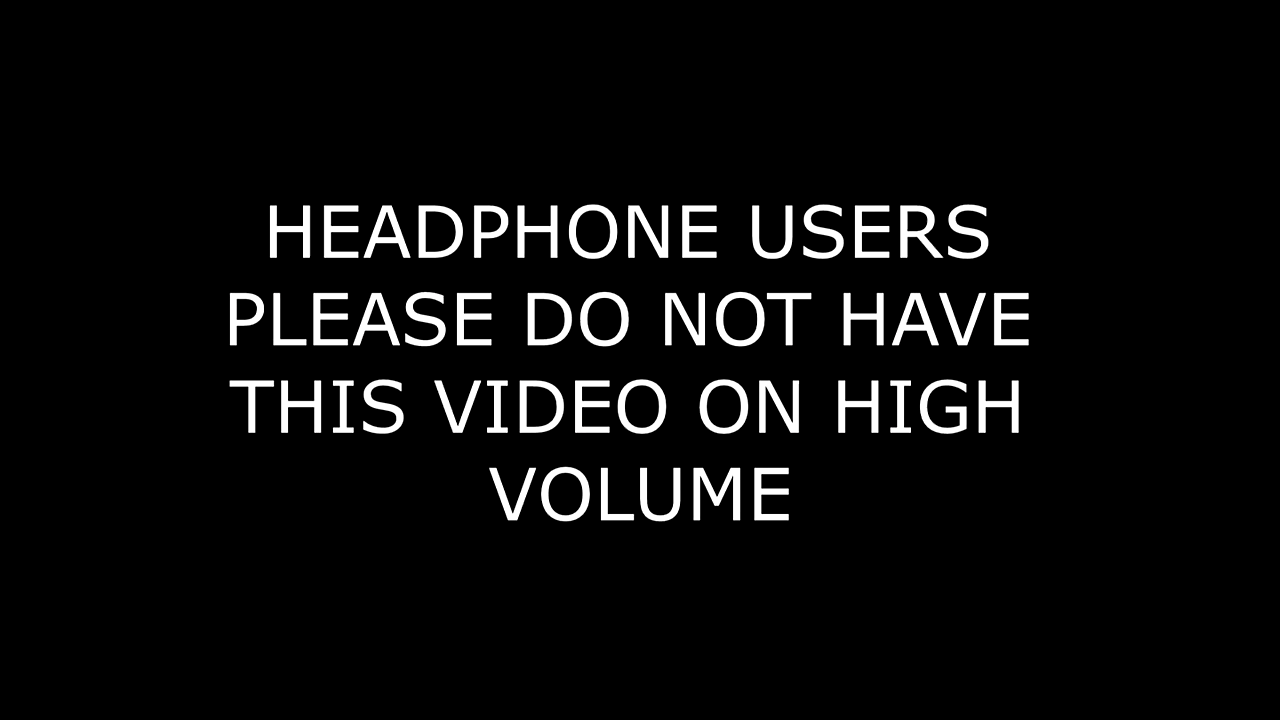 HEADPHONE USERS
PLEASE DO NOT HAVE
THIS VIDEO ON HIGH
VOLUME